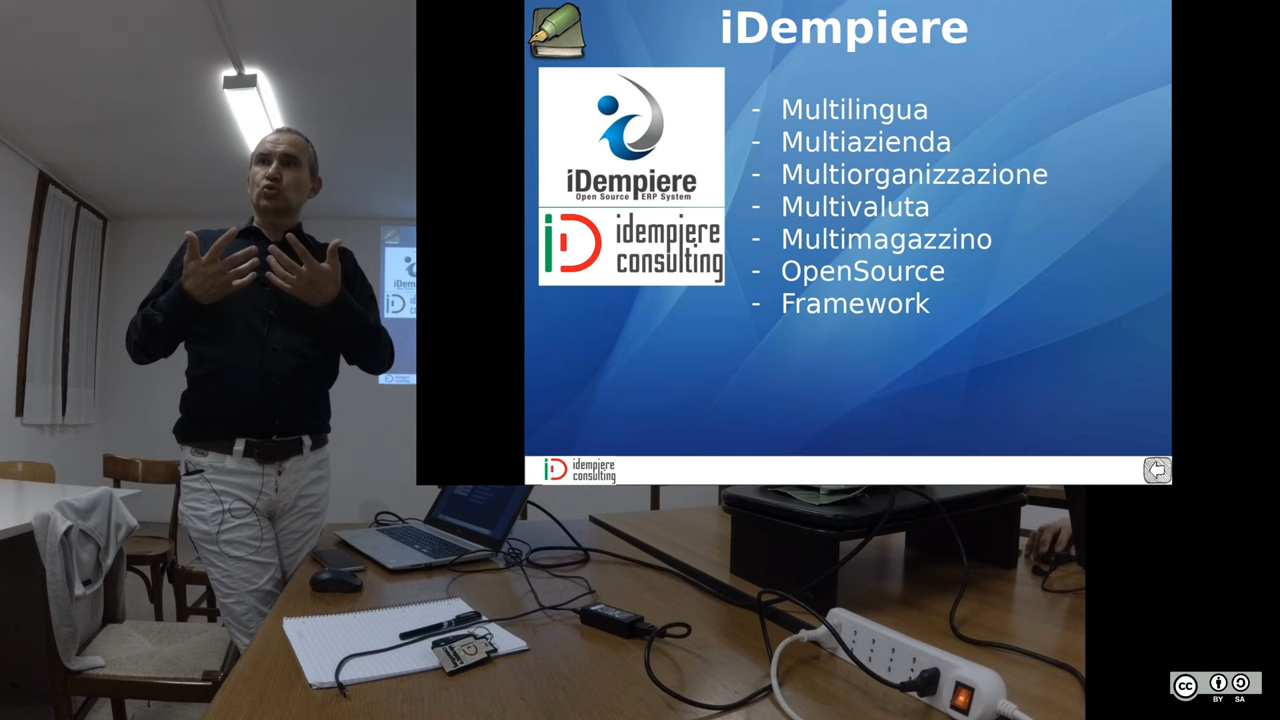 iDempiere
iDempiere
Open Source ERP System
idempiere
consulting
- Multilingua
- Multiazienda
- Multiorganizzazione
- Multivaluta
- Multimagazzino
- OpenSource
- Framework
idempiere
consulting
BY SA